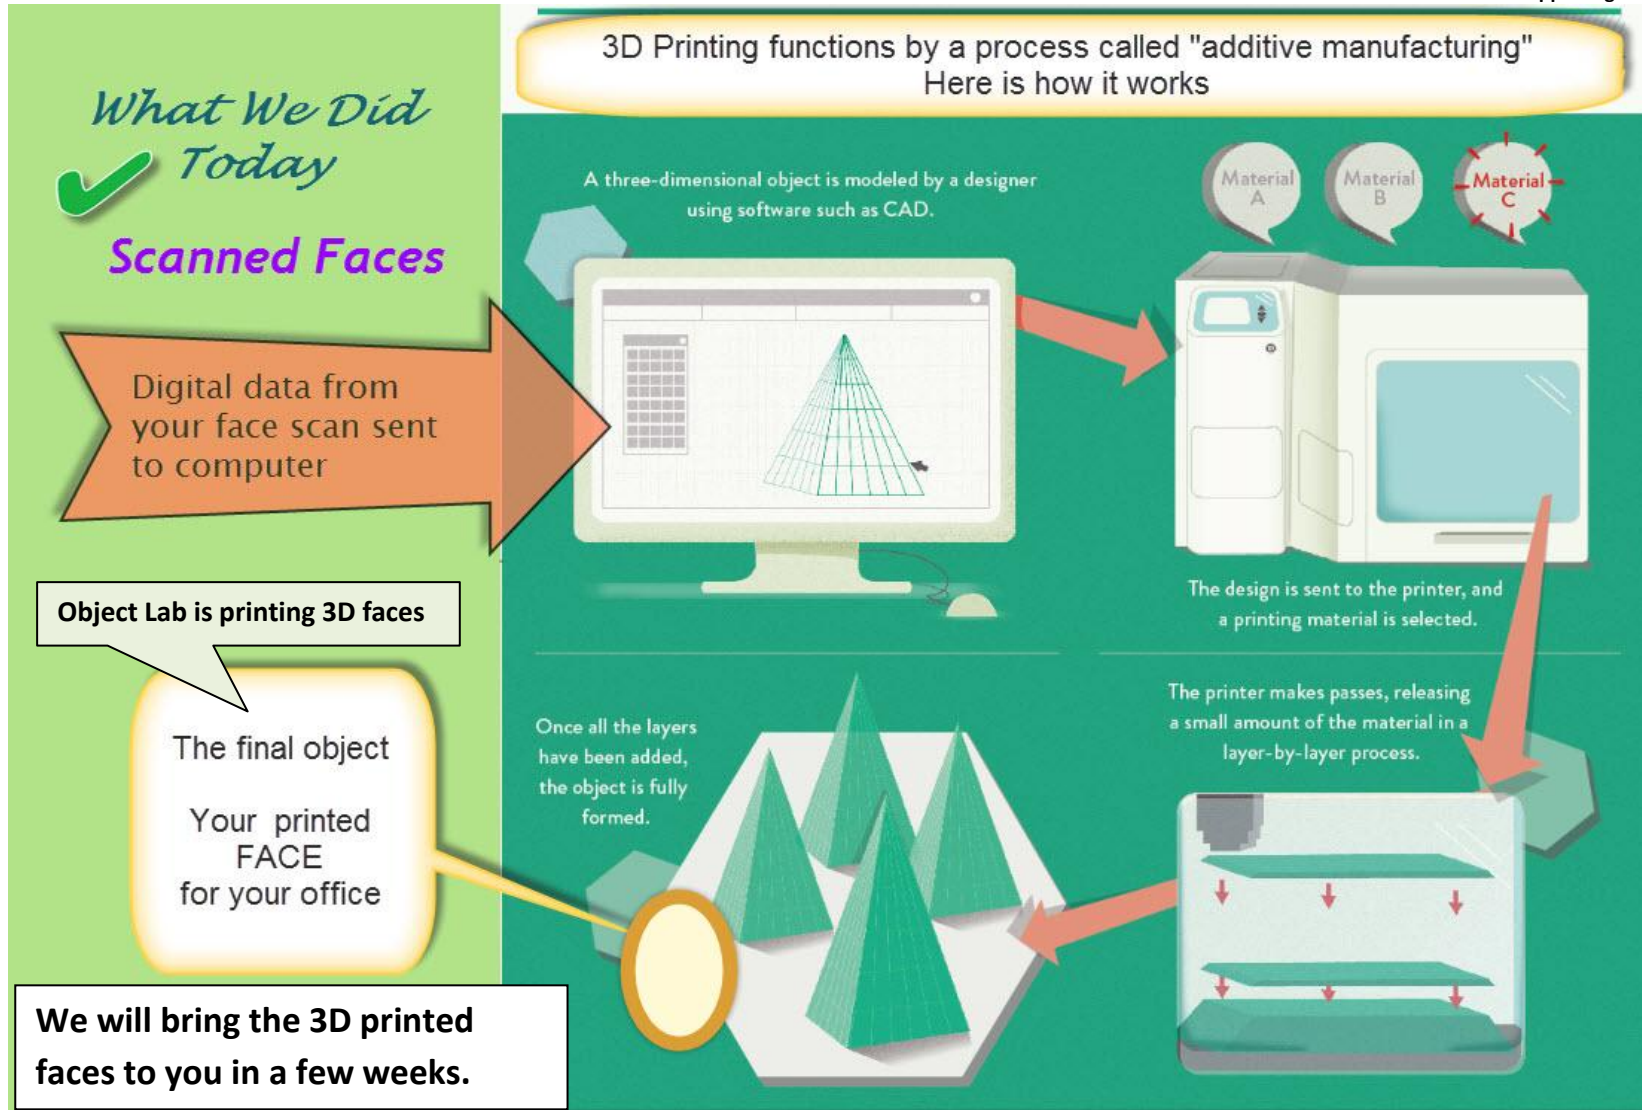 3D Printing functions by a process called "additive manufacturing"
Here is how it works
What We Did
Today
Scanned Faces
Digital data from
your face scan sent
to computer
A three-dimensional object is modeled by a designer
using software such as CAD.
Material
A
Material
B
Material
C
The design is sent to the printer, and
a printing material is selected.
The printer makes passes, releasing
a small amount of the material in a
layer-by-layer process.
Once all the layers
have been added,
the object is fully
formed.
Object Lab is printing 3D faces
The final object
Your printed
FACE
for your office
We will bring the 3D printed
faces to you in a few weeks.